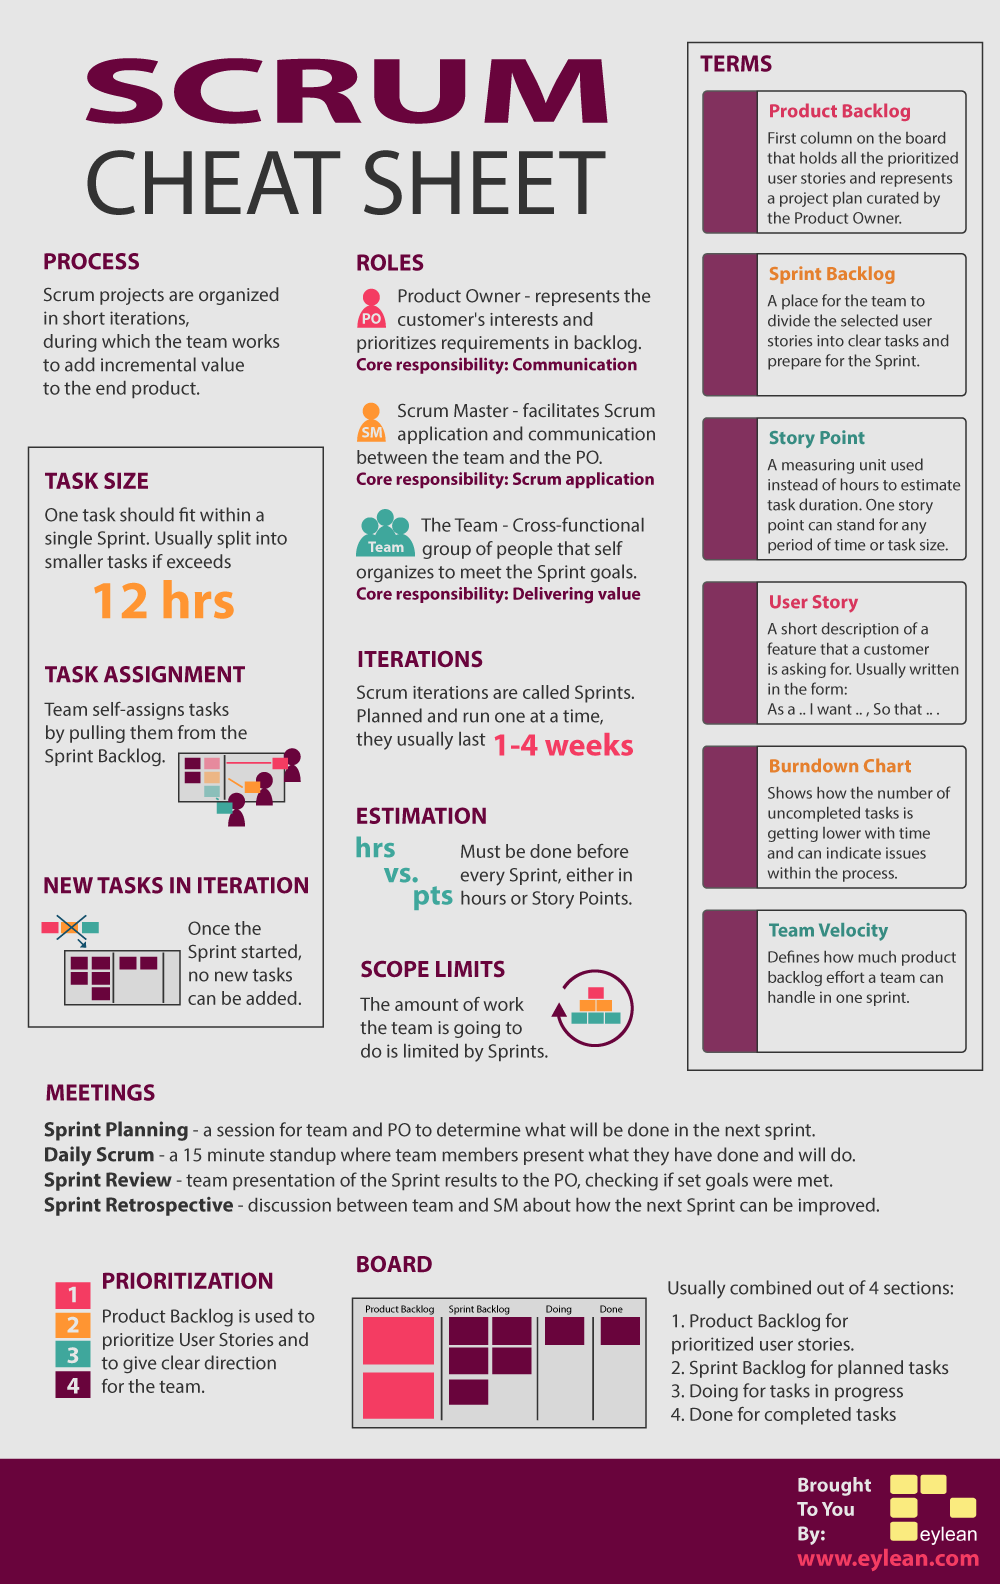 SCRUM
CHEAT SHEET
PROCESS
Scrum projects are organized
in short iterations,
during which the team works
to add incremental value
to the end product.
TASK SIZE
One task should fit within a
single Sprint. Usually split into
smaller tasks if exceeds
12 hrs
TASK ASSIGNMENT
Team self-assigns tasks
by pulling them from the
Sprint Backlog.
NEW TASKS IN ITERATION
Once the
Sprint started,
no new tasks
can be added.
ROLES
PO
Product Owner - represents the
customer's interests and
prioritizes requirements in backlog.
Core responsibility: Communication
SM
Scrum Master - facilitates Scrum
application and communication
between the team and the PO.
Core responsibility: Scrum application
Team
The Team - Cross-functional
group of people that self
organizes to meet the Sprint goals.
Core responsibility: Delivering value
ITERATIONS
Scrum iterations are called Sprints.
Planned and run one at a time,
they usually last 1-4 weeks
ESTIMATION
hrs
vs.
pts
Must be done before
every Sprint, either in
hours or Story Points.
SCOPE LIMITS
The amount of work
the team is going to
do is limited by Sprints.
TERMS
Product Backlog
First column on the board
that holds all the prioritized
user stories and represents
a project plan curated by
the Product Owner.
Sprint Backlog
A place for the team to
divide the selected user
stories into clear tasks and
prepare for the Sprint.
Story Point
A measuring unit used
instead of hours to estimate
task duration. One story
point can stand for any
period of time or task size.
User Story
A short description of a
feature that a customer
is asking for. Usually written
in the form:
As a .. I want .. , So that .. .
Burndown Chart
Shows how the number of
uncompleted tasks is
getting lower with time
and can indicate issues
within the process.
Team Velocity
Defines how much product
backlog effort a team can
handle in one sprint.
MEETINGS
Sprint Planning - a session for team and PO to determine what will be done in the next sprint.
Daily Scrum - a 15 minute standup where team members present what they have done and will do.
Sprint Review - team presentation of the Sprint results to the PO, checking if set goals were met.
Sprint Retrospective - discussion between team and SM about how the next Sprint can be improved.
1
2
3
4
PRIORITIZATION
Product Backlog is used to
prioritize User Stories and
to give clear direction
for the team.
BOARD
Product Backlog Sprint Backlog Doing Done
Usually combined out of 4 sections:
1. Product Backlog for
prioritized user stories.
2. Sprint Backlog for planned tasks
3. Doing for tasks in progress
4. Done for completed tasks
Brought
To You
By:
eylean
www.eylean.com